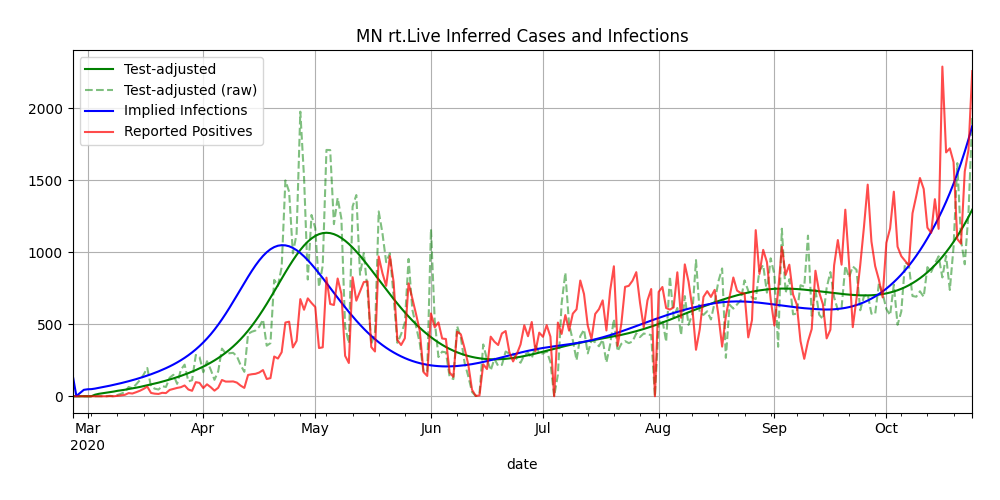 MN rt.Live Inferred Cases and Infections
Test-adjusted
Test-adjusted (raw)
Implied Infections
Reported Positives
2000
1500
1000
500
0
Mar Apr May Jun Jul Aug Sep Oct
2020
date